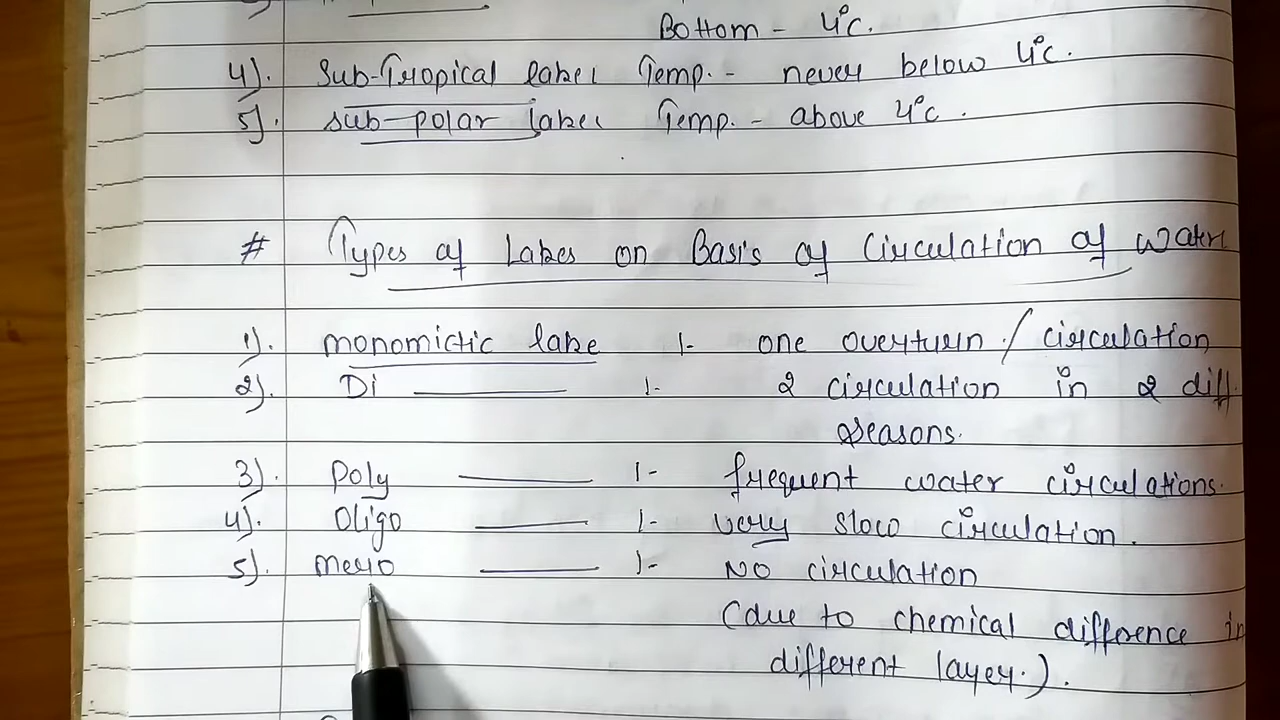 Bottom - 4°C.
4). Sub-Tropical lakes Temp. - never below 4°C.
5). Sub-polar lakes Temp. - above 4°C.
# Types of Lakes on Basis of Circulation of Water
1). monomictic lake :- one overturn / circulation
2). Di ——— :- 2 circulation in 2 diff.
seasons.
3). Poly ——— :- frequent water circulations.
4). Oligo ——— :- very slow circulation.
5). Mero ——— :- NO circulation
(due to chemical difference in
different layer.).